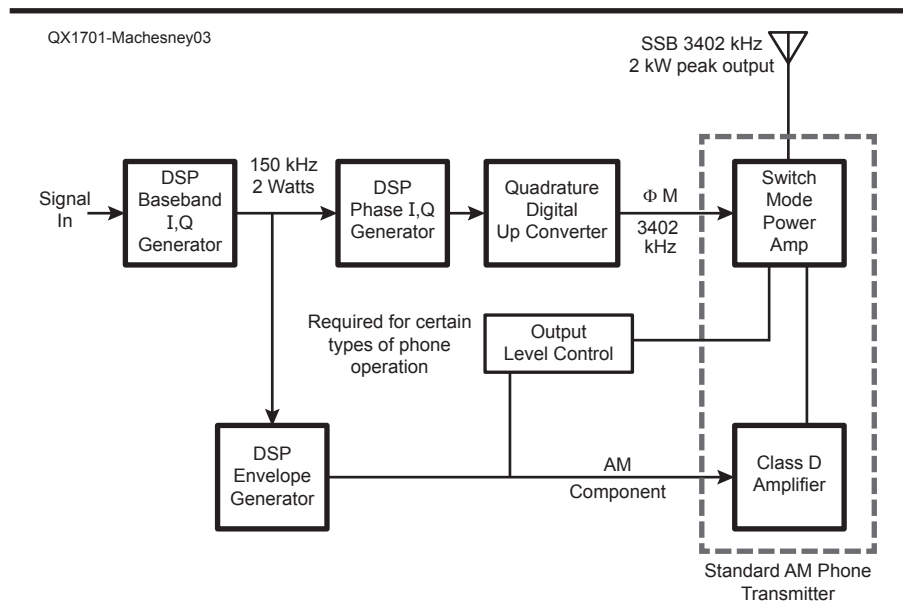 QX1701-Machesney03
SSB 3402 kHz
2 kW peak output
Signal
In
DSP
Baseband
I,Q
Generator
150 kHz
2 Watts
DSP
Phase I,Q
Generator
Quadrature
Digital
Up Converter
Φ M
3402
kHz
Switch
Mode
Power
Amp
Required for certain
types of phone
operation
Output
Level Control
DSP
Envelope
Generator
AM
Component
Class D
Amplifier
Standard AM Phone
Transmitter